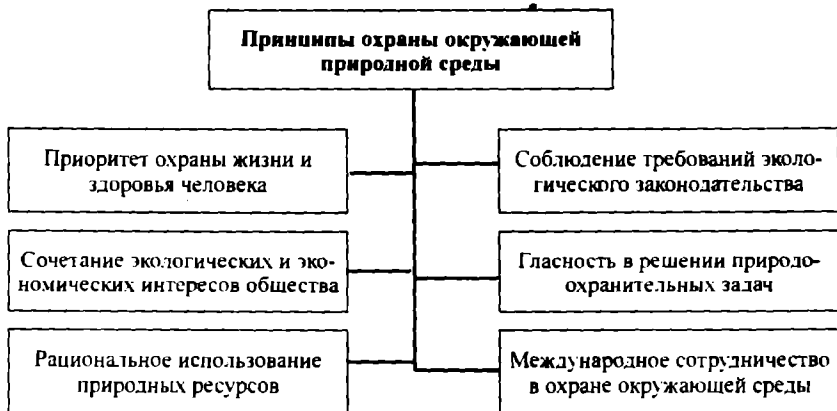 Принципы охраны окружающей
природной среды
Приоритет охраны жизни и
здоровья человека
Соблюдение требований эколо-
гического законодательства
Сочетание экологических и эко-
номических интересов общества
Гласность в решении природо-
охранительных задач
Рациональное использование
природных ресурсов
Международное сотрудничество
в охране окружающей среды